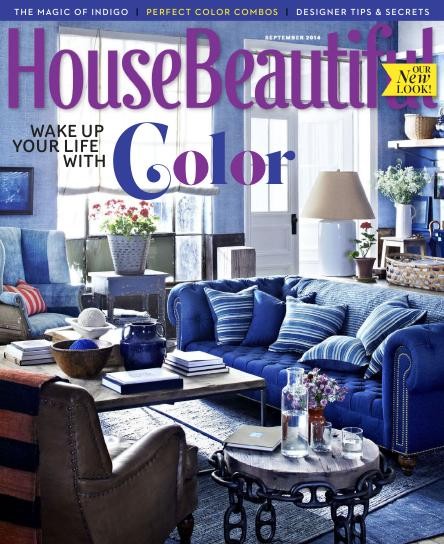 THE MAGIC OF INDIGO | PERFECT COLOR COMBOS | DESIGNER TIPS & SECRETS
SEPTEMBER 2014
HouseBeautiful
OUR
New
LOOK!
WAKE UP
YOUR LIFE
WITH
Color